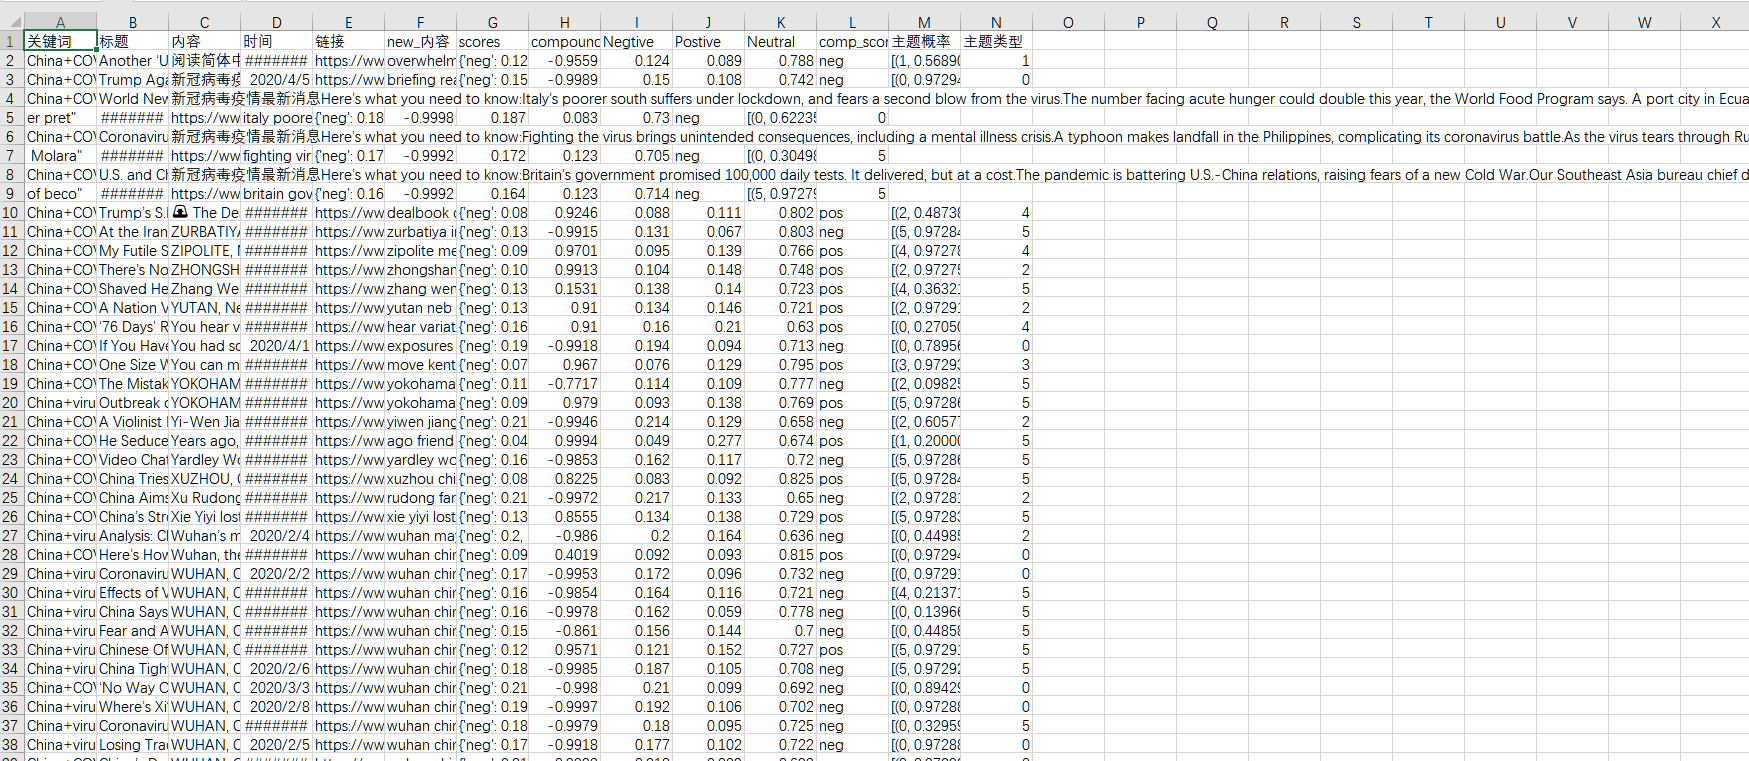 A B C D E F G H I J K L M N O P Q R S T U V W X
1 关键词 标题 内容 时间 链接 new_内容 scores compound Negtive Postive Neutral comp_scor 主题概率 主题类型
2 China+CO Another 'U 阅读简体中 ####### https://ww overwhelm {'neg': 0.12 -0.9559 0.124 0.089 0.788 neg [(1, 0.5689 1
3 China+CO Trump Aga 新冠病毒疫 2020/4/5 https://ww briefing rea {'neg': 0.15 -0.9989 0.15 0.108 0.742 neg [(0, 0.97294 0
4 China+CO World New 新冠病毒疫情最新消息Here's what you need to know:Italy's poorer south suffers under lockdown, and fears a second blow from the virus.The number facing acute hunger could double this year, the World Food Program says. A port city in Ecua
5 er pret" ####### https://ww italy poore {'neg': 0.18 -0.9998 0.187 0.083 0.73 neg [(0, 0.6223 0
6 China+CO Coronaviru 新冠病毒疫情最新消息Here's what you need to know:Fighting the virus brings unintended consequences, including a mental illness crisis.A typhoon makes landfall in the Philippines, complicating its coronavirus battle.As the virus tears through Ru
7 Molara" ####### https://ww fighting vir {'neg': 0.17 -0.9992 0.172 0.123 0.705 neg [(0, 0.3049 5
8 China+CO U.S. and Ch 新冠病毒疫情最新消息Here's what you need to know:Britain's government promised 100,000 daily tests. It delivered, but at a cost.The pandemic is battering U.S.-China relations, raising fears of a new Cold War.Our Southeast Asia bureau chief d
9 of beco" ####### https://ww britain gov {'neg': 0.16 -0.9992 0.164 0.123 0.714 neg [(5, 0.9727 5
10 China+CO Trump's S. The De ####### https://ww dealbook {'neg': 0.08 0.9246 0.088 0.111 0.802 pos [(2, 0.4873 4
11 China+CO At the Iran ZURBATIY ####### https://ww zurbatiya i {'neg': 0.13 -0.9915 0.131 0.067 0.803 neg [(5, 0.97284 5
12 China+CO My Futile S ZIPOLITE, ####### https://ww zipolite me {'neg': 0.09 0.9701 0.095 0.139 0.766 pos [(4, 0.9727 4
13 China+CO There's No ZHONGSH ####### https://ww zhongshan {'neg': 0.10 0.9913 0.104 0.148 0.748 pos [(2, 0.9727 2
14 China+CO Shaved He Zhang We ####### https://ww zhang wen {'neg': 0.13 0.1531 0.138 0.14 0.723 pos [(4, 0.3632 5
15 China+CO A Nation V YUTAN, Ne ####### https://ww yutan neb {'neg': 0.13 0.91 0.134 0.146 0.721 pos [(2, 0.9729 2
16 China+CO '76 Days' R You hear v ####### https://ww hear variat {'neg': 0.16 0.91 0.16 0.21 0.63 pos [(0, 0.2705 4
17 China+CO If You Have You had sc 2020/4/1 https://ww exposures {'neg': 0.19 -0.9918 0.194 0.094 0.713 neg [(0, 0.7895 0
18 China+CO One Size W You can m ####### https://ww move kent {'neg': 0.07 0.967 0.076 0.129 0.795 pos [(3, 0.9729 3
19 China+CO The Mistak YOKOHAM ####### https://ww yokohama {'neg': 0.11 -0.7717 0.114 0.109 0.777 neg [(2, 0.0982 5
20 China+viru Outbreak YOKOHAM ####### https://ww yokohama {'neg': 0.09 0.979 0.093 0.138 0.769 pos [(5, 0.9728 5
21 China+CO A Violinist Yi-Wen Jia ####### https://ww yiwen jiang {'neg': 0.21 -0.9946 0.214 0.129 0.658 neg [(2, 0.6057 2
22 China+CO He Seduce Years ago, ####### https://ww ago friend {'neg': 0.04 0.9994 0.049 0.277 0.674 pos [(1, 0.2000 5
23 China+CO Video Chat Yardley Wo ####### https://ww yardley wo {'neg': 0.16 -0.9853 0.162 0.117 0.72 neg [(5, 0.9728 5
24 China+CO China Tries XUZHOU, ####### https://ww xuzhou chi {'neg': 0.08 0.8225 0.083 0.092 0.825 pos [(5, 0.97284 5
25 China+CO China Aims Xu Rudong ####### https://ww rudong far {'neg': 0.21 -0.9972 0.217 0.133 0.65 neg [(2, 0.9728 2
26 China+CO China's Str Xie Yiyi lost ####### https://ww xie yiyi lost {'neg': 0.13 0.8555 0.134 0.138 0.729 pos [(5, 0.9728 5
27 China+viru Analysis: C Wuhan's m 2020/2/4 https://ww wuhan ma {'neg': 0.2, -0.986 0.2 0.164 0.636 neg [(0, 0.4498 2
28 China+CO Here's How Wuhan, the ####### https://ww wuhan chir {'neg': 0.09 0.4019 0.092 0.093 0.815 pos [(0, 0.97294 0
29 China+viru Coronaviru WUHAN, C 2020/2/2 https://ww wuhan chir {'neg': 0.17 -0.9953 0.172 0.096 0.732 neg [(0, 0.9729 0
30 China+viru Effects of V WUHAN, C ####### https://ww wuhan chir {'neg': 0.16 -0.9854 0.164 0.116 0.721 neg [(4, 0.2137 5
31 China+viru China Says WUHAN, C ####### https://ww wuhan chir {'neg': 0.16 -0.9978 0.162 0.059 0.778 neg [(0, 0.1396 5
32 China+viru Fear and A WUHAN, C ####### https://ww wuhan chir {'neg': 0.15 -0.861 0.156 0.144 0.7 neg [(0, 0.4485 5
33 China+viru Chinese Of WUHAN, C ####### https://ww wuhan chir {'neg': 0.12 0.9571 0.121 0.152 0.727 pos [(5, 0.9729 5
34 China+viru China Tigh WUHAN, C 2020/2/6 https://ww wuhan chir {'neg': 0.18 -0.9985 0.187 0.105 0.708 neg [(5, 0.9729 5
35 China+CO 'No Way O WUHAN, C 2020/3/3 https://ww wuhan chir {'neg': 0.21 -0.998 0.21 0.099 0.692 neg [(0, 0.8942 0
36 China+viru Where's Xi WUHAN, C 2020/2/8 https://ww wuhan chir {'neg': 0.19 -0.9997 0.192 0.106 0.702 neg [(0, 0.9728 0
37 China+viru Coronaviru WUHAN, C ####### https://ww wuhan chir {'neg': 0.18 -0.9979 0.18 0.095 0.725 neg [(0, 0.3295 5
38 China+viru Losing Trac WUHAN, C 2020/2/5 https://ww wuhan chir {'neg': 0.17 -0.9918 0.177 0.102 0.722 neg [(0, 0.9728 0